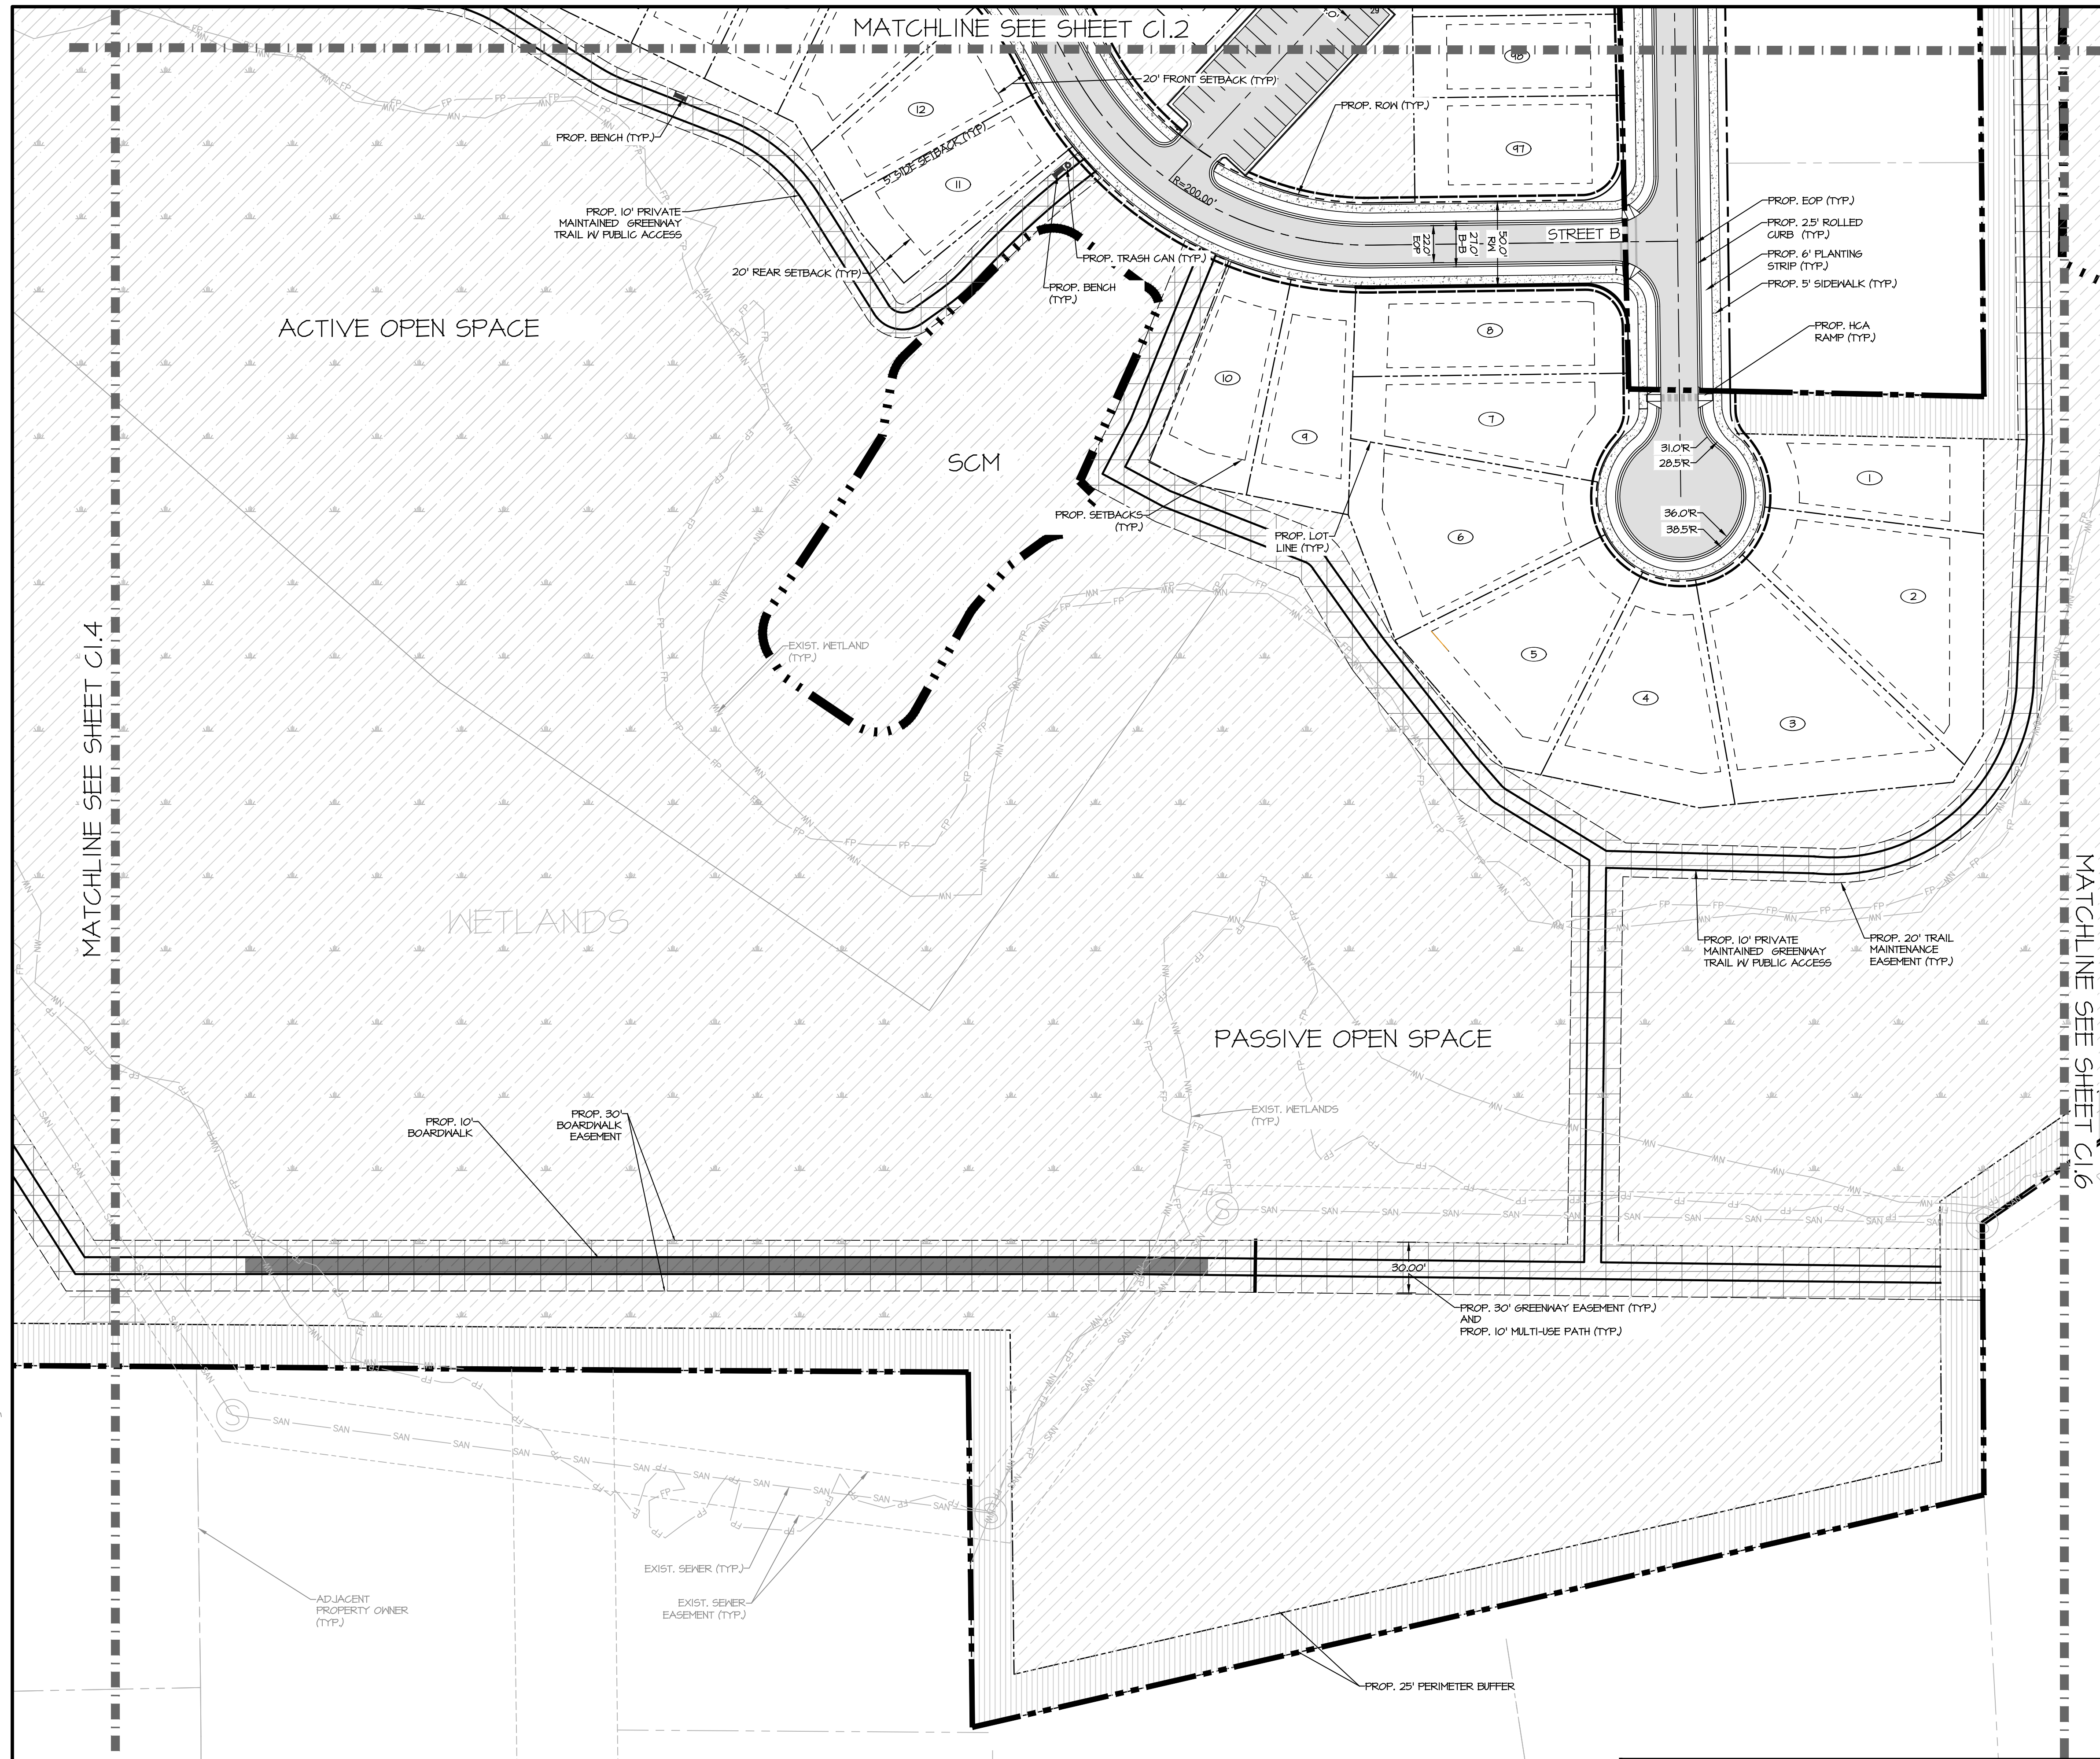 MATCHLINE SEE SHEET C1.2
29
98
20' FRONT SETBACK (TYP.)
PROP. ROW (TYP.)
12
PROP. BENCH (TYP.)
97
5' SIDE SETBACK (TYP.)
11
R=200.00'
PROP. EOP (TYP.)
PROP. 10' PRIVATE
MAINTAINED GREENWAY
TRAIL W/ PUBLIC ACCESS
PROP. 2.5' ROLLED
CURB (TYP.)
STREET B
22.0'
EOP
27.0'
B-B
50.0'
RW
PROP. 6' PLANTING
STRIP (TYP.)
PROP. TRASH CAN (TYP.)
20' REAR SETBACK (TYP)
PROP. 5' SIDEWALK (TYP.)
PROP. BENCH
(TYP.)
ACTIVE OPEN SPACE
8
PROP. HCA
RAMP (TYP.)
10
7
9
31.0'R
28.5'R
SCM
1
36.0'R
38.5'R
PROP. SETBACKS
(TYP.)
PROP. LOT
LINE (TYP.)
6
2
EXIST. WETLAND
(TYP.)
5
4
3
MATCHLINE SEE SHEET C1.4
WETLANDS
MATCHLINE SEE SHEET C1.6
PROP. 10' PRIVATE
MAINTAINED GREENWAY
TRAIL W/ PUBLIC ACCESS
PROP. 20' TRAIL
MAINTENANCE
EASEMENT (TYP.)
PASSIVE OPEN SPACE
PROP. 10'
BOARDWALK
PROP. 30'
BOARDWALK
EASEMENT
EXIST. WETLANDS
(TYP.)
S
SAN
FP
NW
30.00'
PROP. 30' GREENWAY EASEMENT (TYP.)
AND
PROP. 10' MULTI-USE PATH (TYP.)
S
SAN
EXIST. SEWER (TYP.)
EXIST. SEWER
EASEMENT (TYP.)
ADJACENT
PROPERTY OWNER
(TYP.)
PROP. 25' PERIMETER BUFFER